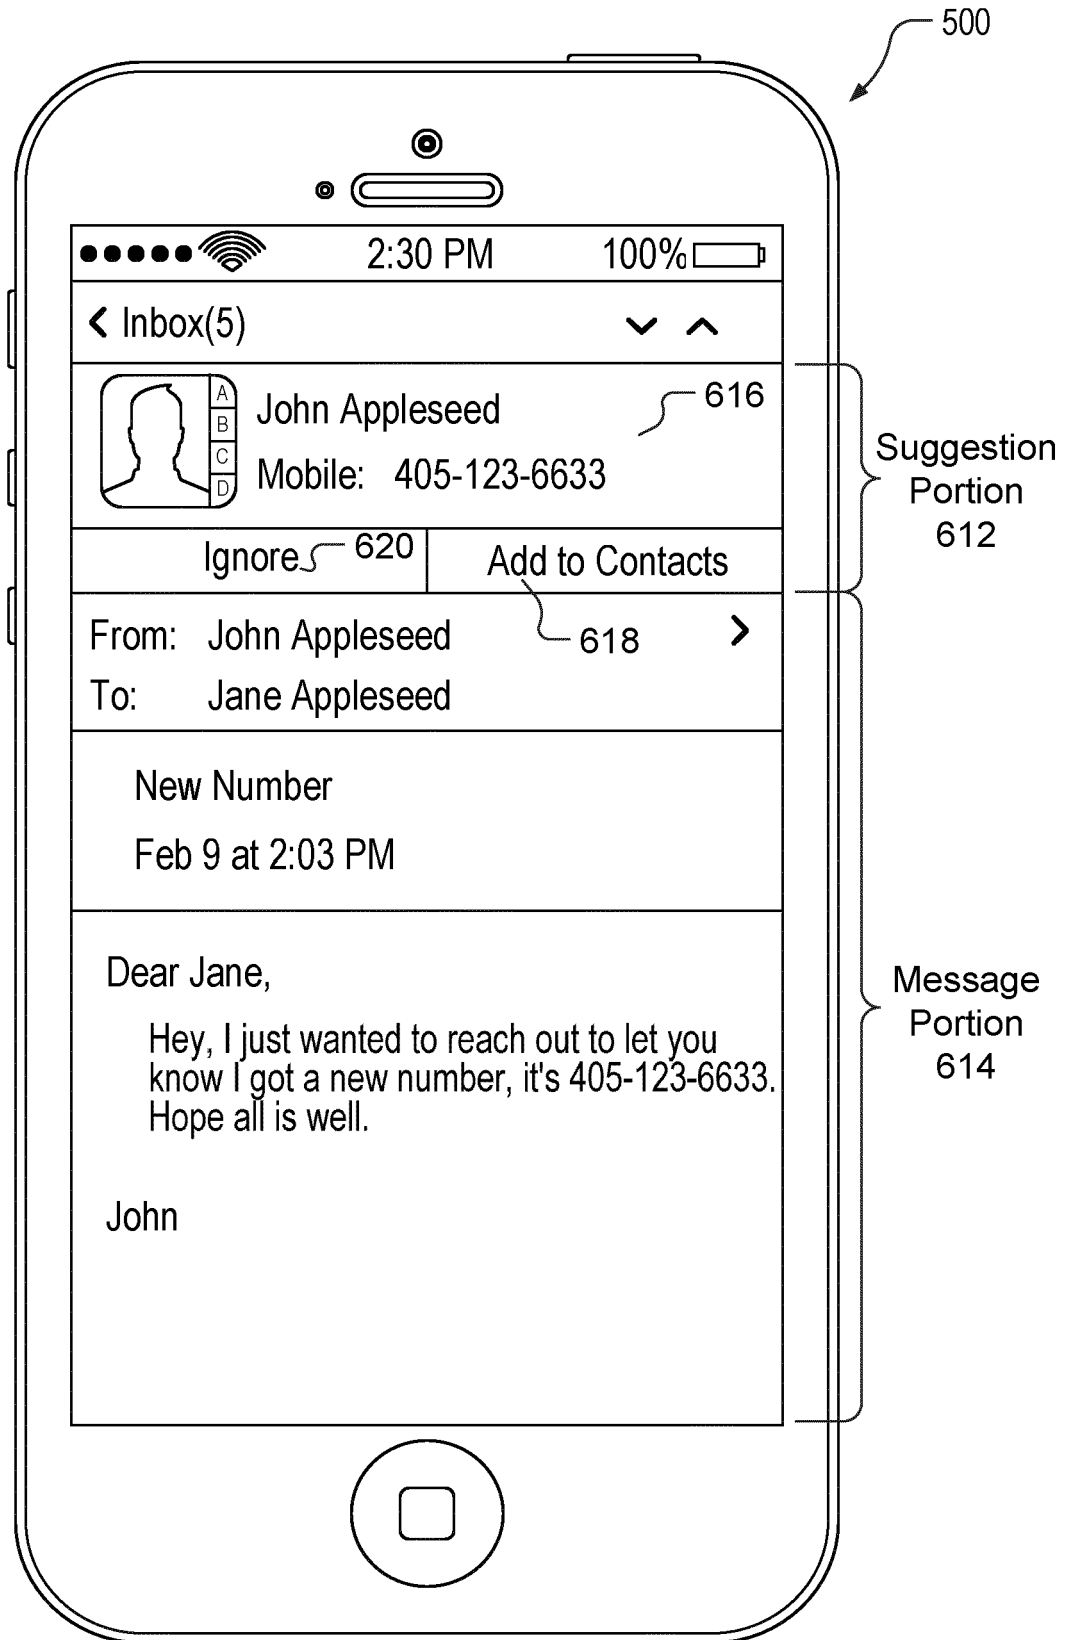 500
2:30 PM 100%
Inbox(5)
A
B
C
D
John Appleseed 616
Mobile: 405-123-6633
Suggestion
Portion
612
Ignore 620 Add to Contacts
From: John Appleseed 618
To: Jane Appleseed
New Number
Feb 9 at 2:03 PM
Dear Jane,
Hey, I just wanted to reach out to let you
know I got a new number, it's 405-123-6633.
Hope all is well.
John
Message
Portion
614